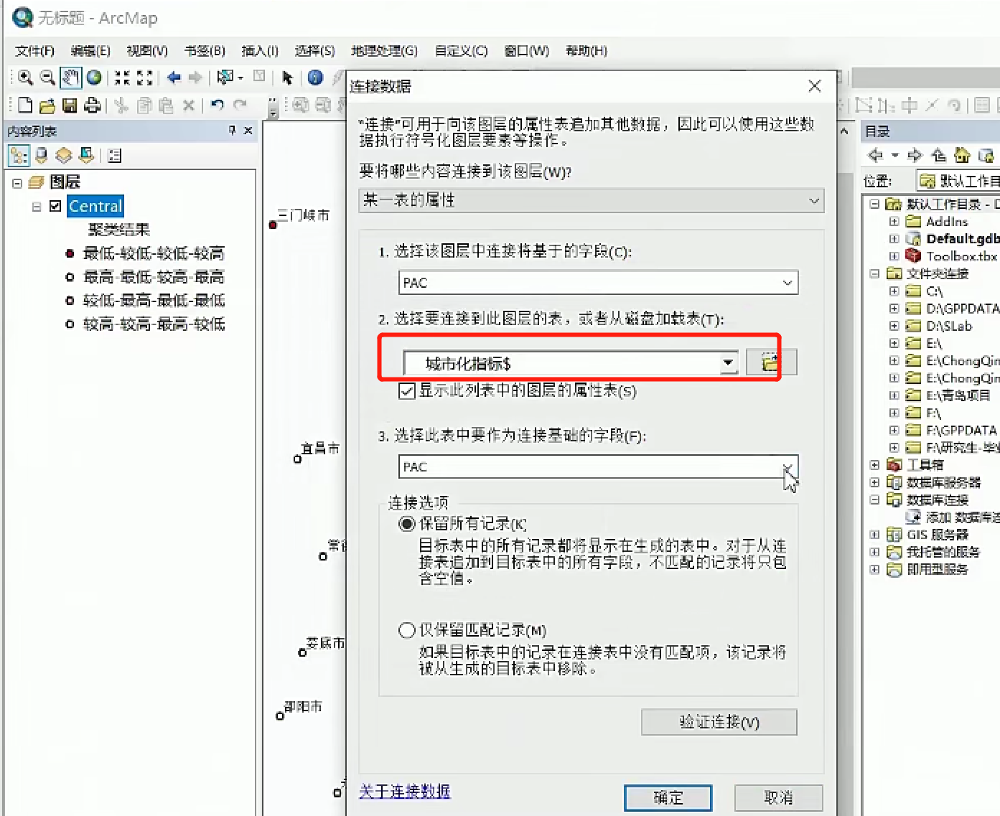 无标题 - ArcMap
文件(F) 编辑(E) 视图(V) 书签(B) 插入(I) 选择(S) 地理处理(G) 自定义(C) 窗口(W) 帮助(H)
内容列表
图层
Central
聚类结果
最低-较低-较低-较高
最高-最低-较高-最高
较低-最高-最低-最低
较高-较高-最高-较低
三门峡市
宜昌市
娄底市
邵阳市
连接数据
“连接”可用于向该图层的属性表追加其他数据，因此可以使用这些数
据执行符号化图层要素等操作。
要将哪些内容连接到该图层(W)?
某一表的属性
1. 选择该图层中连接将基于的字段(C):
PAC
2. 选择要连接到此图层的表，或者从磁盘加载表(T):
城市化指标$
显示此列表中的图层的属性表(S)
3. 选择此表中要作为连接基础的字段(F):
PAC
连接选项
保留所有记录(K)
目标表中的所有记录都将显示在生成的表中。对于从连
接表追加到目标表中的所有字段，不匹配的记录将只包
含空值。
仅保留匹配记录(M)
如果目标表中的记录在连接表中没有匹配项，该记录将
被从生成的目标表中移除。
验证连接(V)
关于连接数据
确定
取消
目录
位置:
默认工作目
默认工作目录 - D
AddIns
Default.gdb
Toolbox.tbx
文件夹连接
C:\
D:\GPPDATA
D:\SLab
E:\
E:\ChongQin
E:\ChongQin
E:\青岛项目
F:\
F:\GPPDATA
F:\研究生-毕业
工具箱
数据库服务器
数据库连接
添加 数据库连
GIS 服务器
我托管的服务
即用型服务